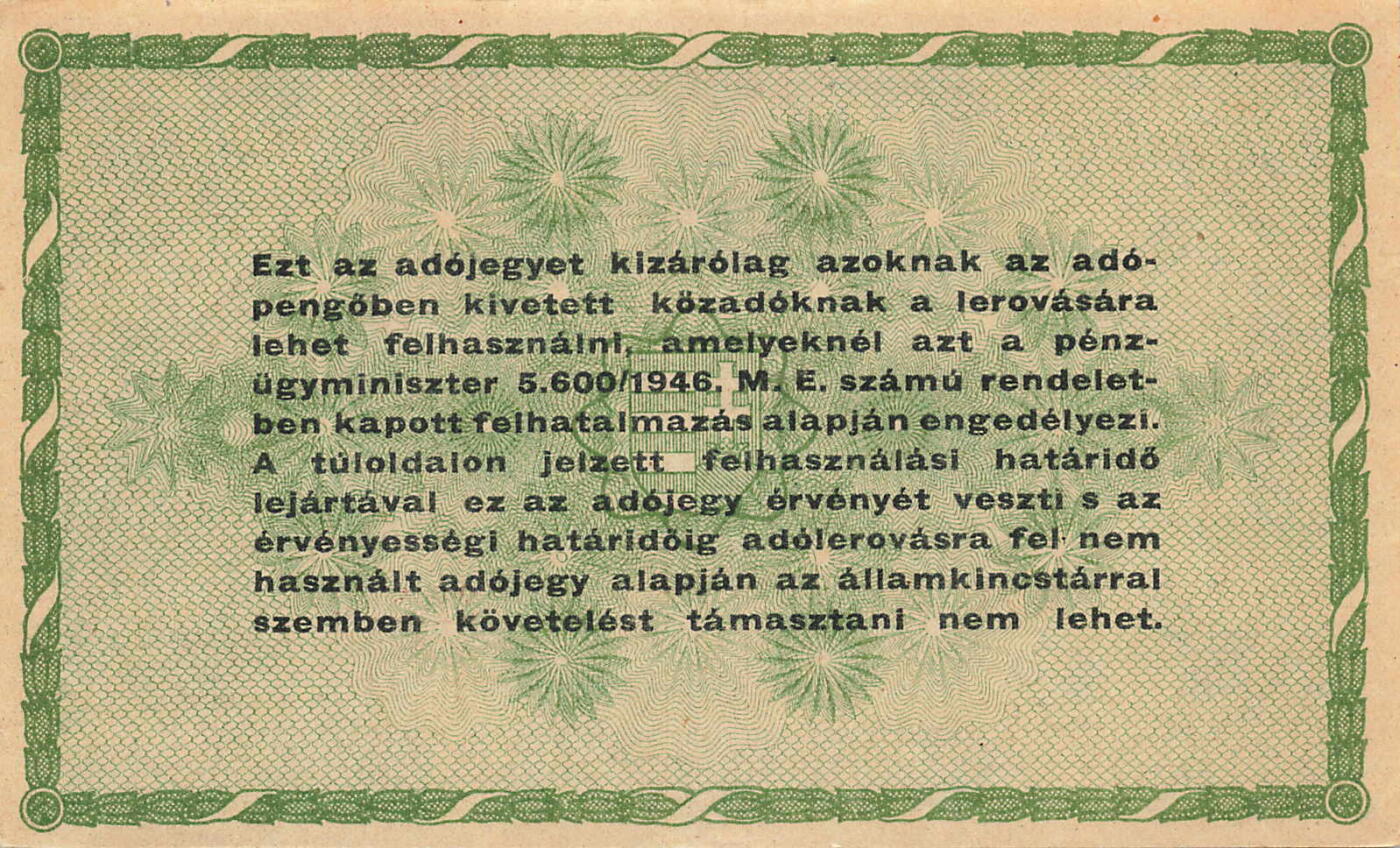 Ezt az adójegyet kizárólag azoknak az adó-
pengőben kivetett közadóknak a lerovására
lehet felhasználni, amelyeknél azt a pénz-
ügyminiszter 5.600/1946. M. E. számú rendelet-
ben kapott felhatalmazás alapján engedélyezi.
A túloldalon jelzett felhasználási határidő
lejártával ez az adójegy érvényét veszti s az
érvényességi határidőig adólerovásra fel nem
használt adójegy alapján az államkincstárral
szemben követelést támasztani nem lehet.